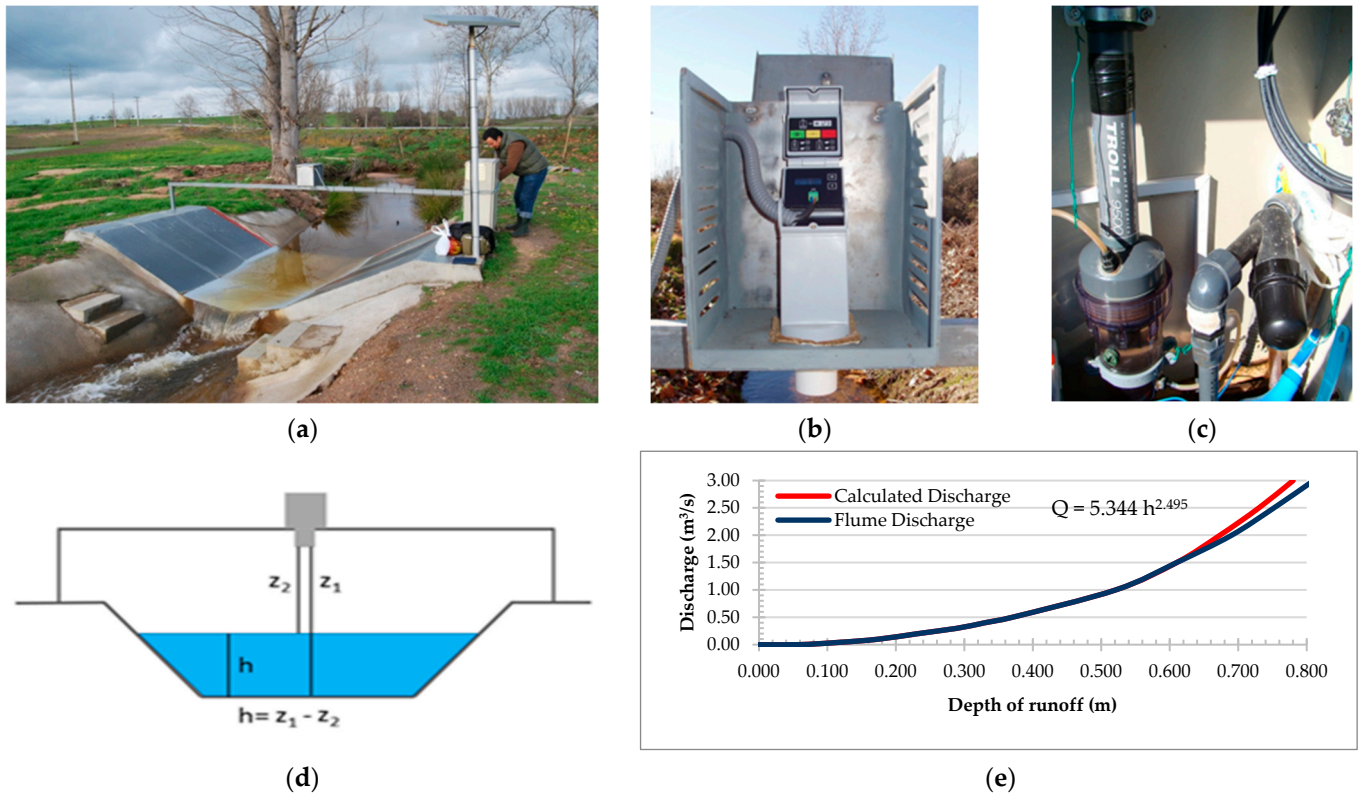 TROLL 9500
(a)
(b)
(c)
z₂
z₁
h
h= z₁ - z₂
(d)
3.00
2.50
2.00
1.50
1.00
0.50
0.00
Discharge (m³/s)
Calculated Discharge
Flume Discharge
Q = 5.344 h^2.495
0.000 0.100 0.200 0.300 0.400 0.500 0.600 0.700 0.800
Depth of runoff (m)
(e)